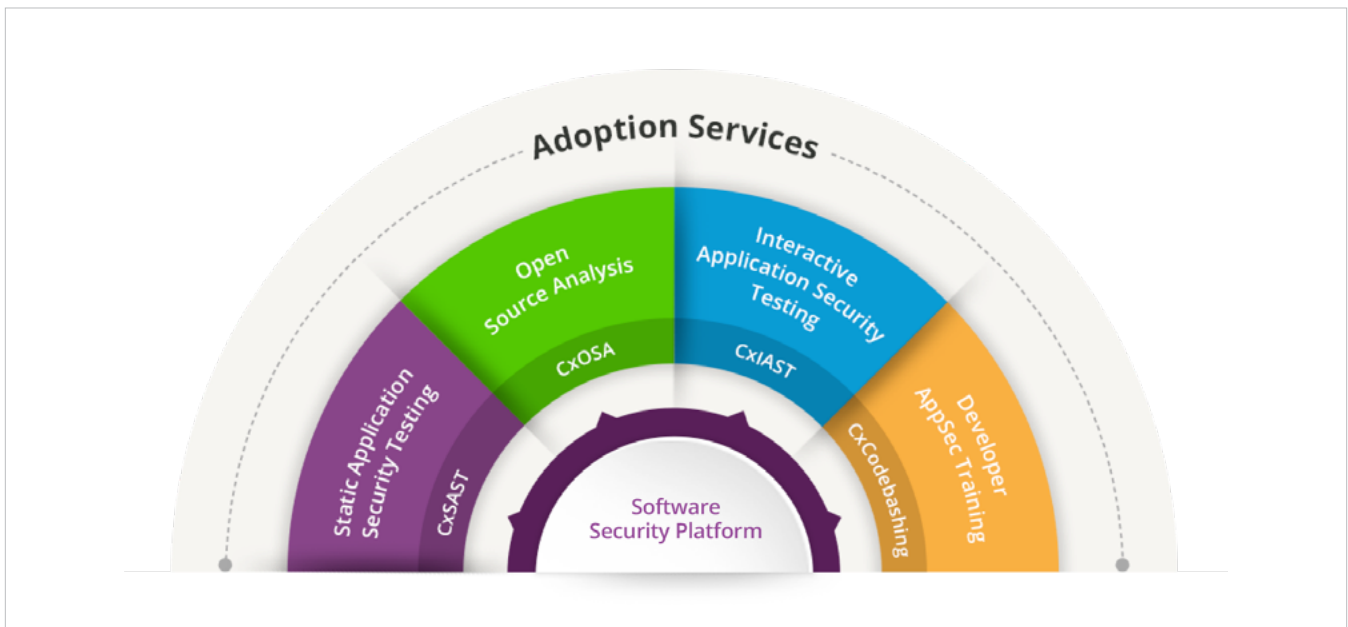 Adoption Services
Static Application
Security Testing
CxSAST
Open
Source Analysis
CxOSA
Interactive
Application Security
Testing
CxIAST
Developer
AppSec Training
CxCodebashing
Software
Security Platform